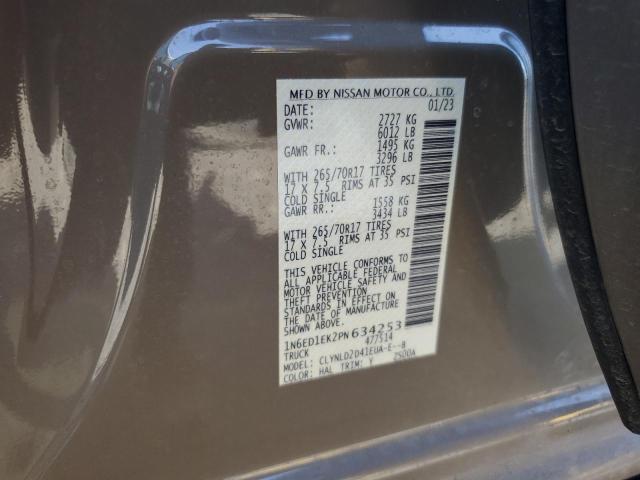 MFD BY NISSAN MOTOR CO., LTD.
DATE: 01/23
GVWR: 2727 KG
6012 LB
GAWR FR.: 1495 KG
3296 LB
WITH 265/70R17 TIRES
17 X 7.5 RIMS AT 35 PSI
COLD SINGLE
GAWR RR.: 1558 KG
3434 LB
WITH 265/70R17 TIRES
17 X 7.5 RIMS AT 35 PSI
COLD SINGLE
THIS VEHICLE CONFORMS TO
ALL APPLICABLE FEDERAL
MOTOR VEHICLE SAFETY AND
THEFT PREVENTION
STANDARDS IN EFFECT ON
THE DATE OF MANUFACTURE
SHOWN ABOVE.
1N6ED1EK2PN634253
TRUCK 477514
MODEL: CLYNLD2D41EUA-E--B
COLOR: HAL TRIM: Y 2500A